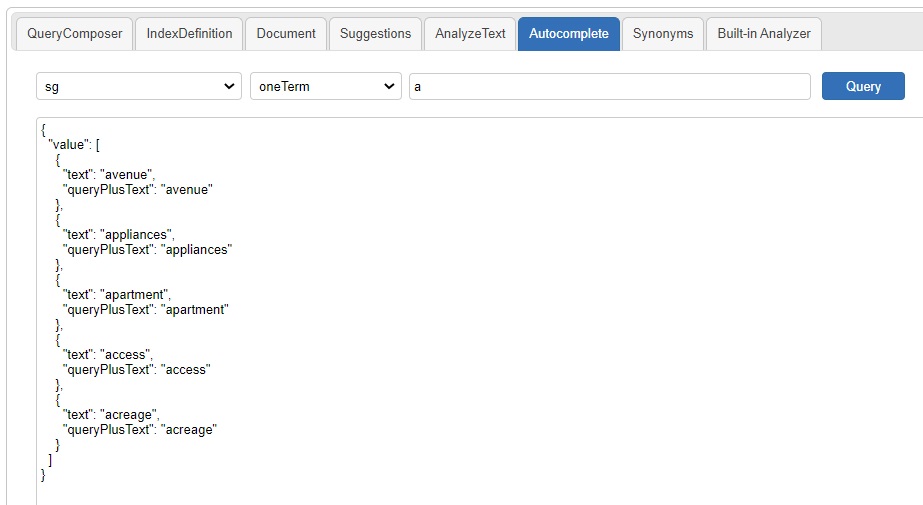 QueryComposer IndexDefinition Document Suggestions AnalyzeText Autocomplete Synonyms Built-in Analyzer
sg oneTerm a Query
{
"value": [
{
"text": "avenue",
"queryPlusText": "avenue"
},
{
"text": "appliances",
"queryPlusText": "appliances"
},
{
"text": "apartment",
"queryPlusText": "apartment"
},
{
"text": "access",
"queryPlusText": "access"
},
{
"text": "acreage",
"queryPlusText": "acreage"
}
]
}